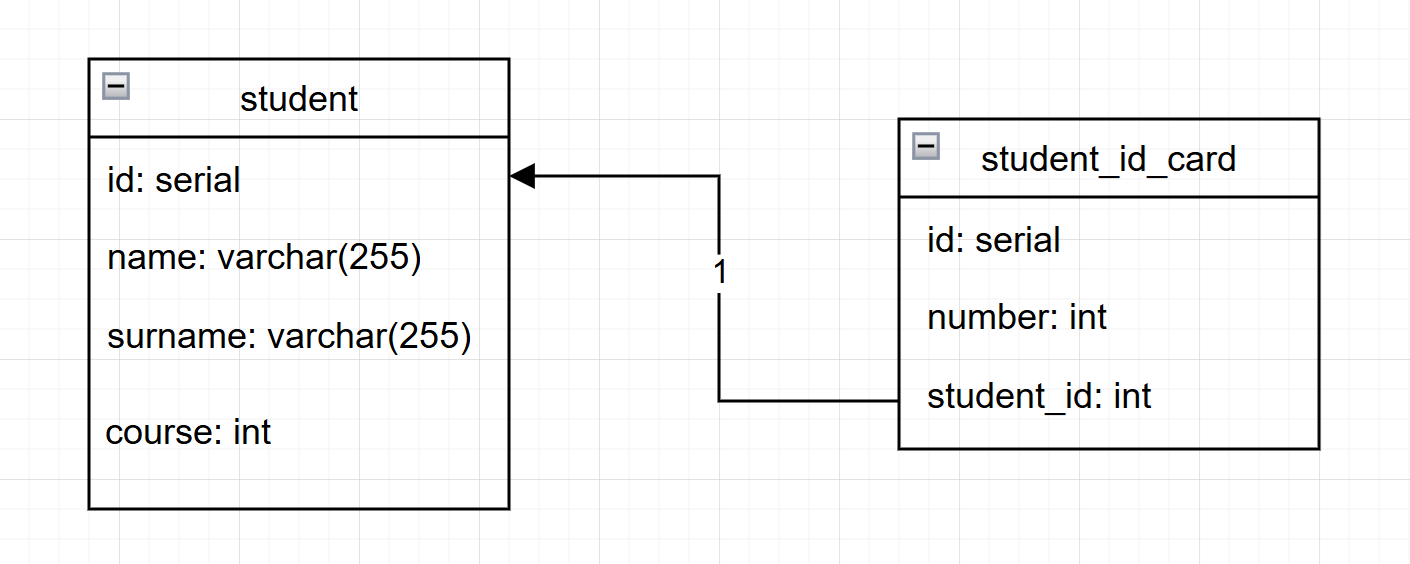 student
id: serial
name: varchar(255)
surname: varchar(255)
course: int
1
student_id_card
id: serial
number: int
student_id: int